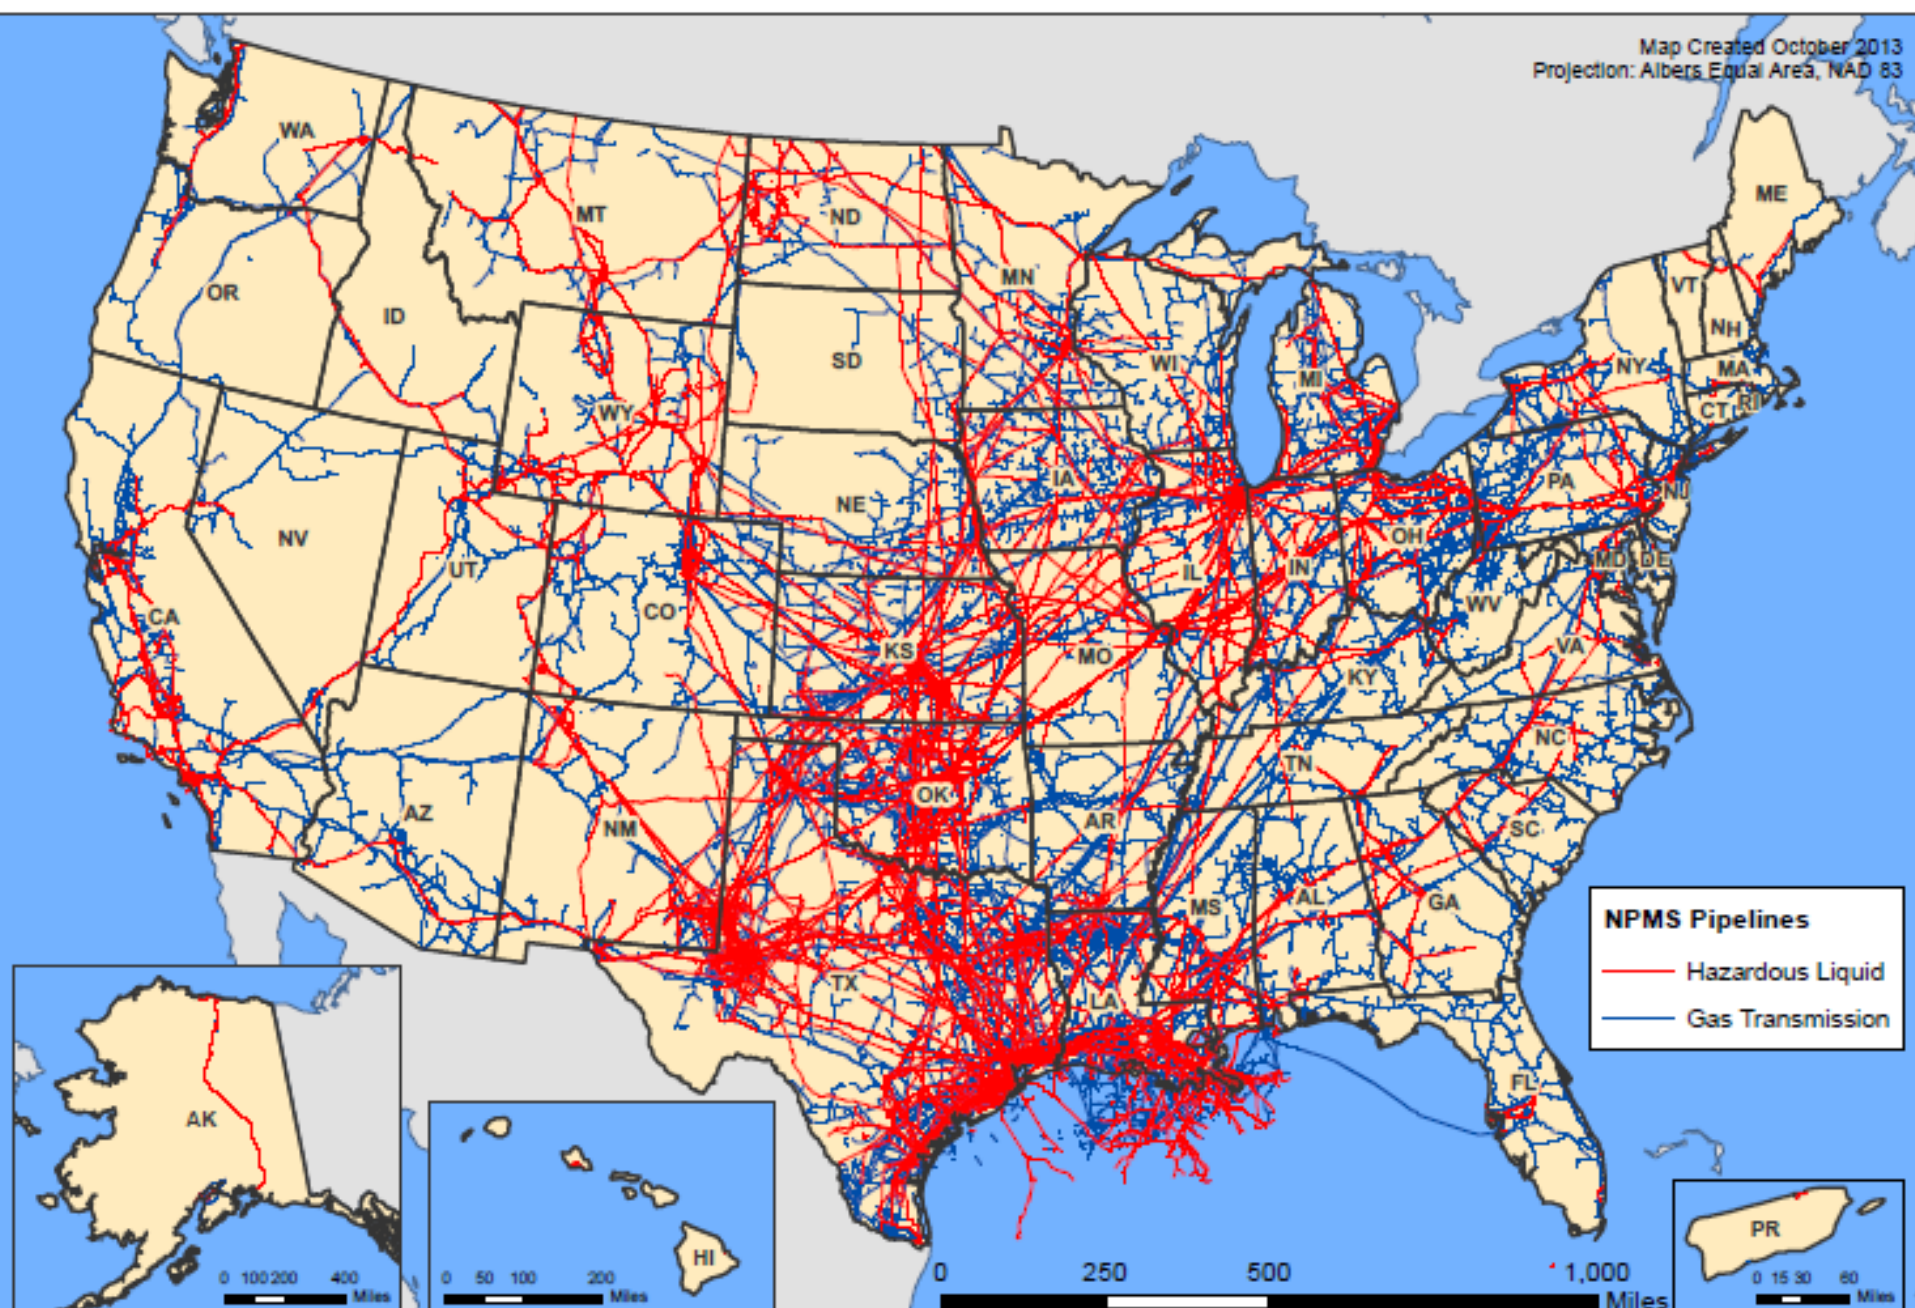 Map Created October 2013
Projection: Albers Equal Area, NAD 83
WA
MT
ND
ME
OR
ID
MN
VT
NH
SD
WI
MI
NY
MA
WY
CT
RI
NE
IA
PA
NJ
NV
UT
CO
IL
IN
OH
MD
DE
CA
KS
MO
WV
VA
KY
NC
AZ
NM
OK
AR
TN
SC
TX
LA
MS
AL
GA
FL
NPMS Pipelines
Hazardous Liquid
Gas Transmission
AK
0 100 200 400
Miles
HI
0 50 100 200
Miles
0 250 500 1,000
Miles
PR
0 15 30 60
Miles